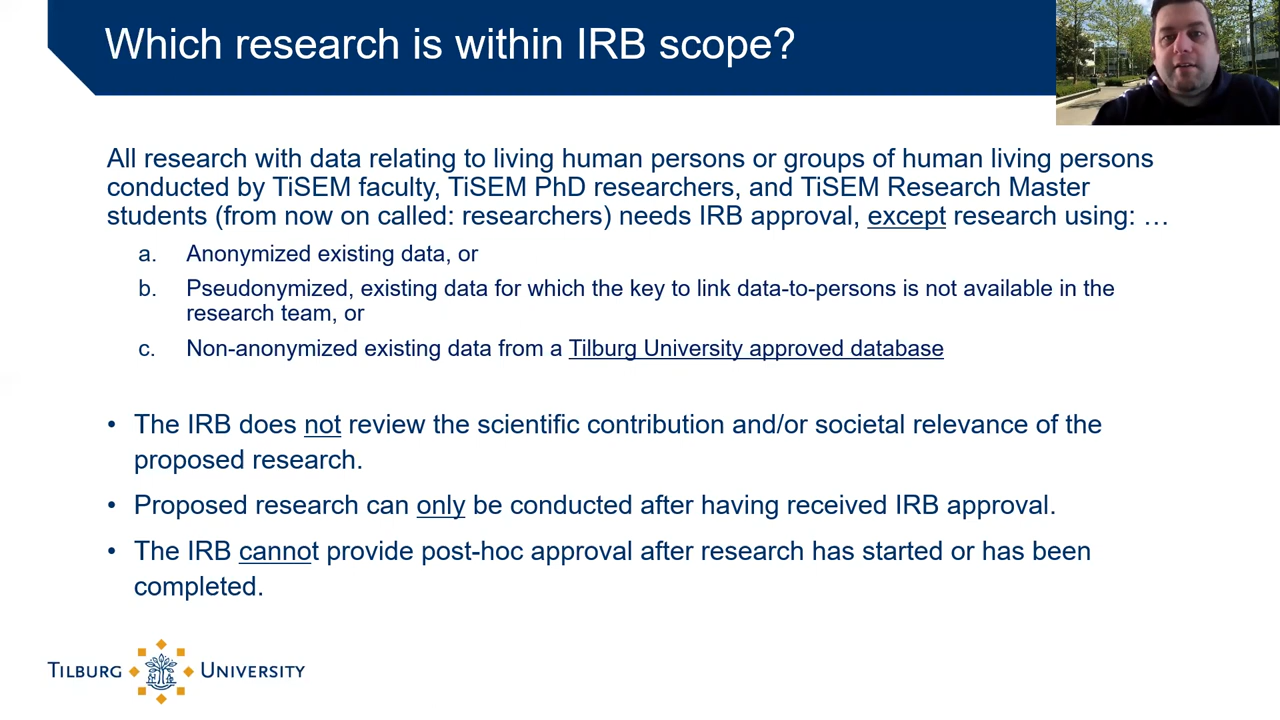 Which research is within IRB scope?
All research with data relating to living human persons or groups of human living persons
conducted by TiSEM faculty, TiSEM PhD researchers, and TiSEM Research Master
students (from now on called: researchers) needs IRB approval, except research using: …
a. Anonymized existing data, or
b. Pseudonymized, existing data for which the key to link data-to-persons is not available in the
research team, or
c. Non-anonymized existing data from a Tilburg University approved database
• The IRB does not review the scientific contribution and/or societal relevance of the
proposed research.
• Proposed research can only be conducted after having received IRB approval.
• The IRB cannot provide post-hoc approval after research has started or has been
completed.
TILBURG UNIVERSITY